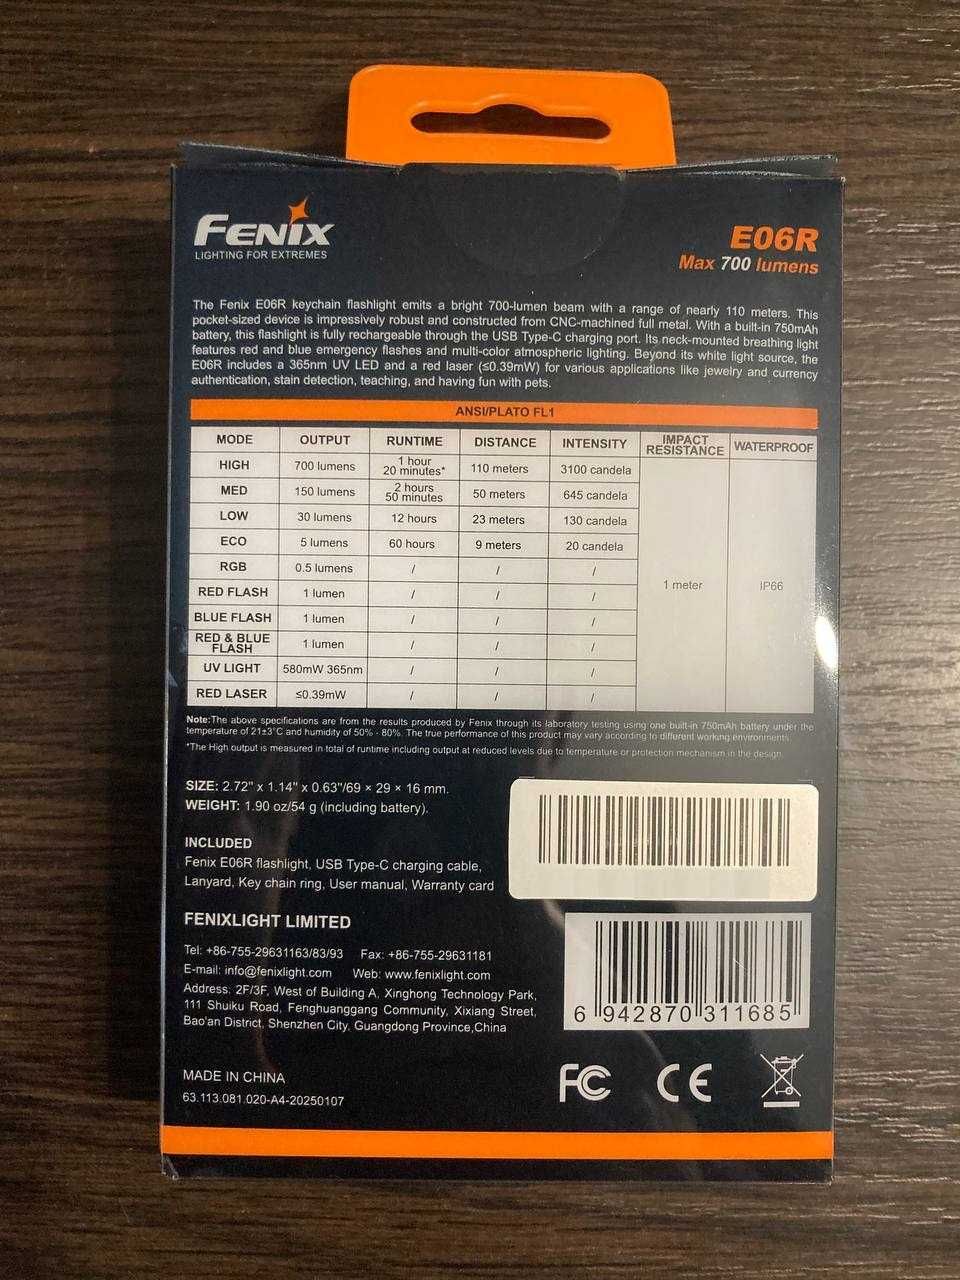 FENIX
LIGHTING FOR EXTREMES
E06R
Max 700 lumens
The Fenix E06R keychain flashlight emits a bright 700-lumen beam with a range of nearly 110 meters. This
pocket-sized device is impressively robust and constructed from CNC-machined full metal. With a built-in 750mAh
battery, this flashlight is fully rechargeable through the USB Type-C charging port. Its neck-mounted breathing light
features red and blue emergency flashes and multi-color atmospheric lighting. Beyond its white light source, the
E06R includes a 365nm UV LED and a red laser (≤0.39mW) for various applications like jewelry and currency
authentication, stain detection, teaching, and having fun with pets.
ANSI/PLATO FL1
MODE OUTPUT RUNTIME DISTANCE INTENSITY IMPACT RESISTANCE WATERPROOF
HIGH 700 lumens 1 hour 20 minutes* 110 meters 3100 candela
MED 150 lumens 2 hours 50 minutes 50 meters 645 candela
LOW 30 lumens 12 hours 23 meters 130 candela
ECO 5 lumens 60 hours 9 meters 20 candela
RGB 0.5 lumens / / /
RED FLASH 1 lumen / / / 1 meter IP66
BLUE FLASH 1 lumen / / /
RED & BLUE FLASH 1 lumen / / /
UV LIGHT 580mW 365nm / / /
RED LASER ≤0.39mW / / /
Note:The above specifications are from the results produced by Fenix through its laboratory testing using one built-in 750mAh battery under the
temperature of 21±3°C and humidity of 50% - 80%. The true performance of this product may vary according to different working environments.
*The High output is measured in total of runtime including output at reduced levels due to temperature or protection mechanism in the design.
SIZE: 2.72" x 1.14" x 0.63"/69 × 29 × 16 mm.
WEIGHT: 1.90 oz/54 g (including battery).
INCLUDED
Fenix E06R flashlight, USB Type-C charging cable,
Lanyard, Key chain ring, User manual, Warranty card
FENIXLIGHT LIMITED
Tel: +86-755-29631163/83/93 Fax: +86-755-29631181
E-mail: info@fenixlight.com Web: www.fenixlight.com
Address: 2F/3F, West of Building A, Xinghong Technology Park,
111 Shuiku Road, Fenghuanggang Community, Xixiang Street,
Bao'an District, Shenzhen City, Guangdong Province,China
6 942870 311685
MADE IN CHINA
63.113.081.020-A4-20250107
FC CE